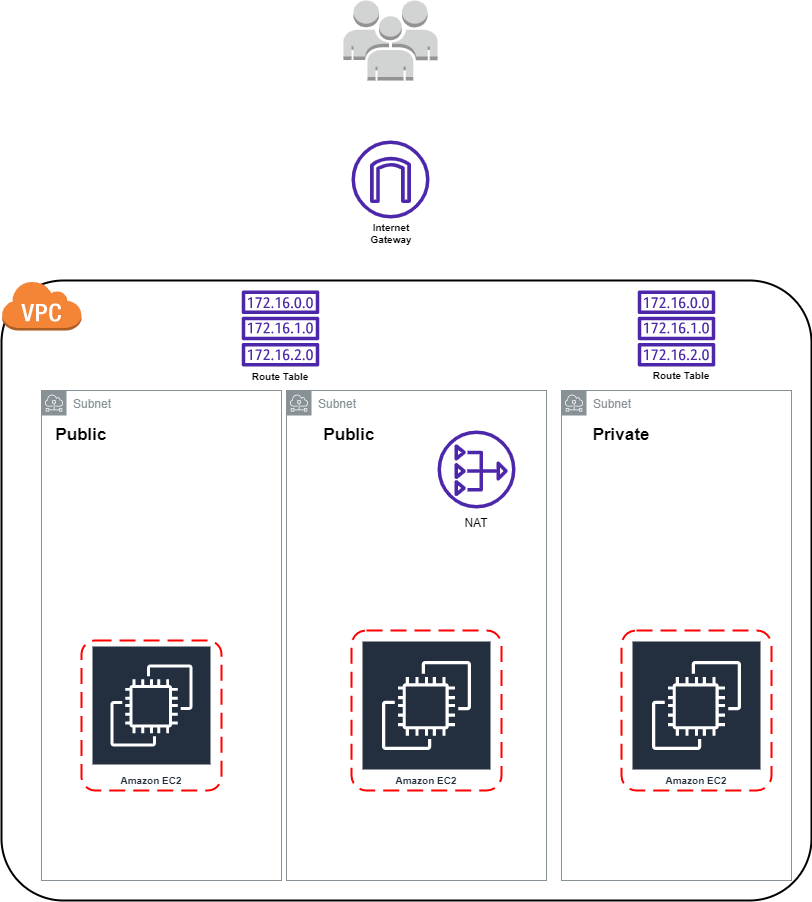 Internet
Gateway
VPC
172.16.0.0
172.16.1.0
172.16.2.0
Route Table
172.16.0.0
172.16.1.0
172.16.2.0
Route Table
Subnet
Public
Subnet
Public
NAT
Subnet
Private
Amazon EC2
Amazon EC2
Amazon EC2